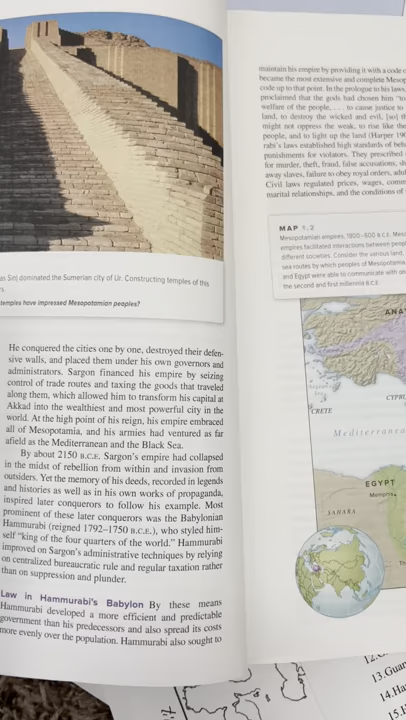 as Sin) dominated the Sumerian city of Ur. Constructing temples of this
temples have impressed Mesopotamian peoples?
He conquered the cities one by one, destroyed their defen-
sive walls, and placed them under his own governors and
administrators. Sargon financed his empire by seizing
control of trade routes and taxing the goods that traveled
along them, which allowed him to transform his capital at
Akkad into the wealthiest and most powerful city in the
world. At the high point of his reign, his empire embraced
all of Mesopotamia, and his armies had ventured as far
afield as the Mediterranean and the Black Sea.
By about 2150 B.C.E. Sargon's empire had collapsed
in the midst of rebellion from within and invasion from
outsiders. Yet the memory of his deeds, recorded in legends
and histories as well as in his own works of propaganda,
inspired later conquerors to follow his example. Most
prominent of these later conquerors was the Babylonian
Hammurabi (reigned 1792–1750 B.C.E.), who styled him-
self "king of the four quarters of the world." Hammurabi
improved on Sargon's administrative techniques by relying
on centralized bureaucratic rule and regular taxation rather
than on suppression and plunder.
Law in Hammurabi's Babylon By these means
Hammurabi developed a more efficient and predictable
government than his predecessors and also spread its costs
more evenly over the population. Hammurabi also sought to
maintain his empire by providing it with a code
became the most extensive and complete Mesop
code up to that point. In the prologue to his laws,
proclaimed that the gods had chosen him "to
welfare of the people, . . . to cause justice to
land, to destroy the wicked and evil, [so] th
might not oppress the weak, to rise like the
people, and to light up the land (Harper 19
rabi's laws established high standards of beh
punishments for violators. They prescribed
for murder, theft, fraud, false accusations, sh
away slaves, failure to obey royal orders, adul
Civil laws regulated prices, wages, comm
marital relationships, and the conditions of
MAP 1.2
Mesopotamian empires, 1800–600 B.C.E. Meso
empires facilitated interactions between peop
different societies. Consider the various land,
sea routes by which peoples of Mesopotamia,
and Egypt were able to communicate with on
the second and first millennia B.C.E.
ANA
CYPRU
CRETE
Mediterranea
EGYPT
Memphis
SAHARA
13.Guar
14.Ha